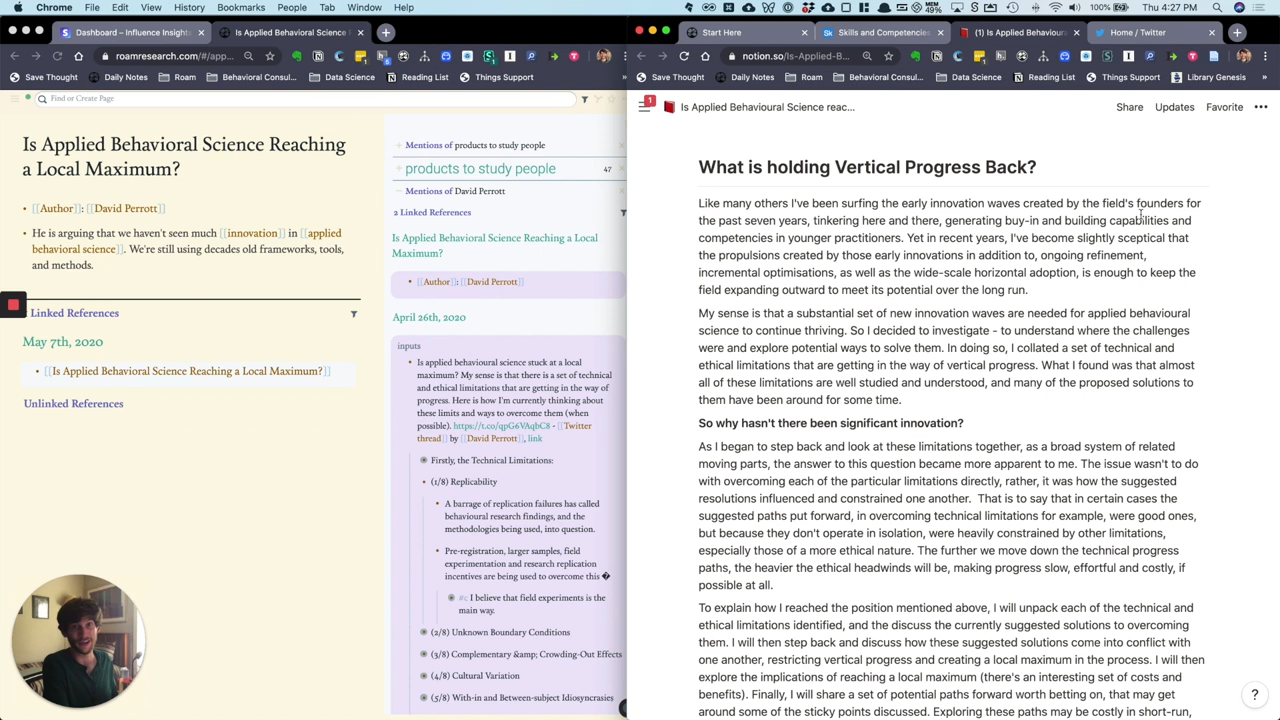 Chrome File Edit View History Bookmarks People Tab Window Help
100% Thu 4:27 PM
Dashboard – Influence Insights
Is Applied Behavioral Science F
roamresearch.com/#/app...
Save Thought
Daily
Behavioral Consul...
Data Science
Reading List
Things Support
Find or Create Page
Is Applied Behavioral Science Reaching
a Local Maximum?
[[Author]]: [[David Perrott]]
He is arguing that we haven't seen much [[innovation]] in [[applied
behavioral science]]. We're still using decades old frameworks, tools,
and methods.
Linked References
May 7th, 2020
[[Is Applied Behavioral Science Reaching a Local Maximum?]]
Unlinked References
Mentions of products to study people
products to study people
47
Mentions of David Perrott
2 Linked References
Is Applied Behavioral Science Reaching a Local
Maximum?
[[Author]]: [[David Perrott]]
April 26th, 2020
inputs
Is applied behavioural science stuck at a local
maximum? My sense is that there is a set of technical
and ethical limitations that are getting in the way of
progress. Here is how I'm currently thinking about
these limits and ways to overcome them (when
possible). https://t.co/qpG6VAqbC8 - [[Twitter
thread]] by [[David Perrott]], link
Firstly, the Technical Limitations:
(1/8) Replicability
A barrage of replication failures has called
behavioural research findings, and the
methodologies being used, into question.
Pre-registration, larger samples, field
experimentation and research replication
incentives are being used to overcome this �
#c I believe that field experiments is the
main way.
(2/8) Unknown Boundary Conditions
(3/8) Complementary &amp; Crowding-Out Effects
(4/8) Cultural Variation
(5/8) With-in and Between-subject Idiosyncrasies
Start Here
Skills and Competencies
(1) Is Applied Behavioural
Home / Twitter
notion.so/Is-Applied-B...
Save Thought
Daily
Behavioral Consul...
Data Science
Reading List
Things Support
Library Genesis
1
Is Applied Behavioural Science reac...
Share
Updates
Favorite
What is holding Vertical Progress Back?
Like many others I've been surfing the early innovation waves created by the field's founders for
the past seven years, tinkering here and there, generating buy-in and building capabilities and
competencies in younger practitioners. Yet in recent years, I've become slightly sceptical that
the propulsions created by those early innovations in addition to, ongoing refinement,
incremental optimisations, as well as the wide-scale horizontal adoption, is enough to keep the
field expanding outward to meet its potential over the long run.
My sense is that a substantial set of new innovation waves are needed for applied behavioural
science to continue thriving. So I decided to investigate - to understand where the challenges
were and explore potential ways to solve them. In doing so, I collated a set of technical and
ethical limitations that are getting in the way of vertical progress. What I found was that almost
all of these limitations are well studied and understood, and many of the proposed solutions to
them have been around for some time.
So why hasn't there been significant innovation?
As I began to step back and look at these limitations together, as a broad system of related
moving parts, the answer to this question became more apparent to me. The issue wasn't to do
with overcoming each of the particular limitations directly, rather, it was how the suggested
resolutions influenced and constrained one another. That is to say that in certain cases the
suggested paths put forward, in overcoming technical limitations for example, were good ones,
but because they don't operate in isolation, were heavily constrained by other limitations,
especially those of a more ethical nature. The further we move down the technical progress
paths, the heavier the ethical headwinds will be, making progress slow, effortful and costly, if
possible at all.
To explain how I reached the position mentioned above, I will unpack each of the technical and
ethical limitations identified, and the discuss the currently suggested solutions to overcoming
them. I will then step back and discuss how these suggested solutions come into conflict with
one another, restricting vertical progress and creating a local maximum in the process. I will then
explore the implications of reaching a local maximum (there's an interesting set of costs and
benefits). Finally, I will share a set of potential paths forward worth betting on, that may get
around some of the sticky points discussed. Exploring these paths may be costly in short-run,
?